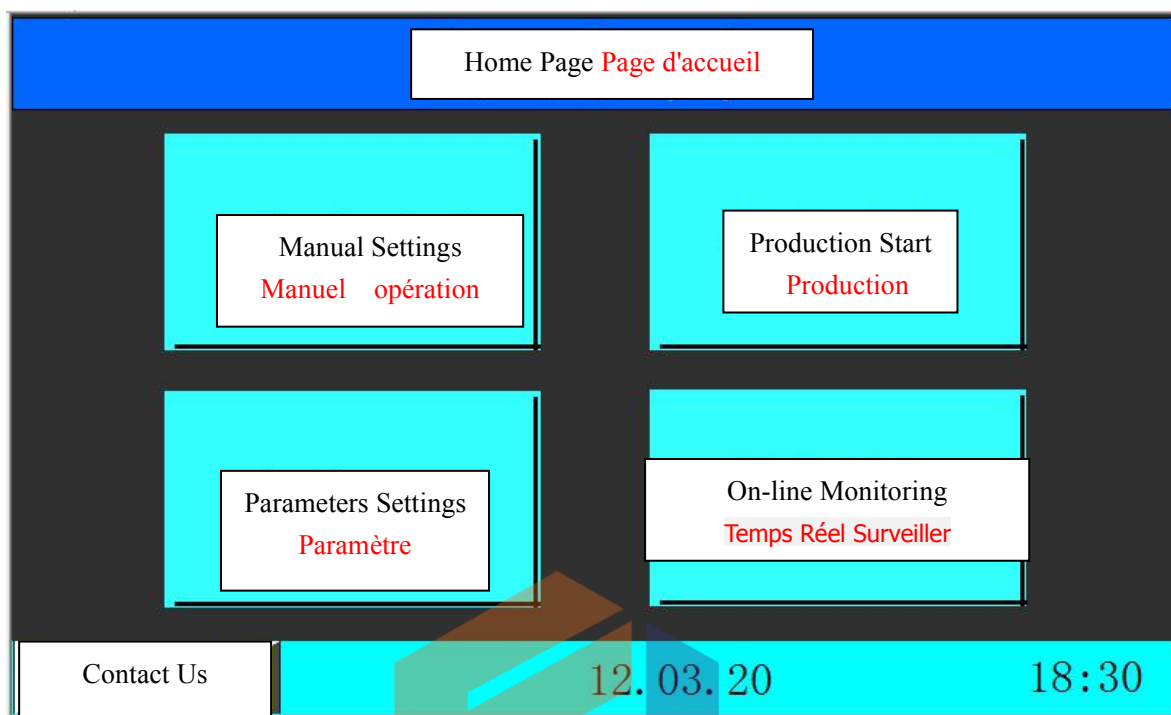 Home Page Page d'accueil
Manual Settings
Manuel opération
Production Start
Production
Parameters Settings
Paramètre
On-line Monitoring
Temps Réel Surveiller
Contact Us
12.03.20
18:30